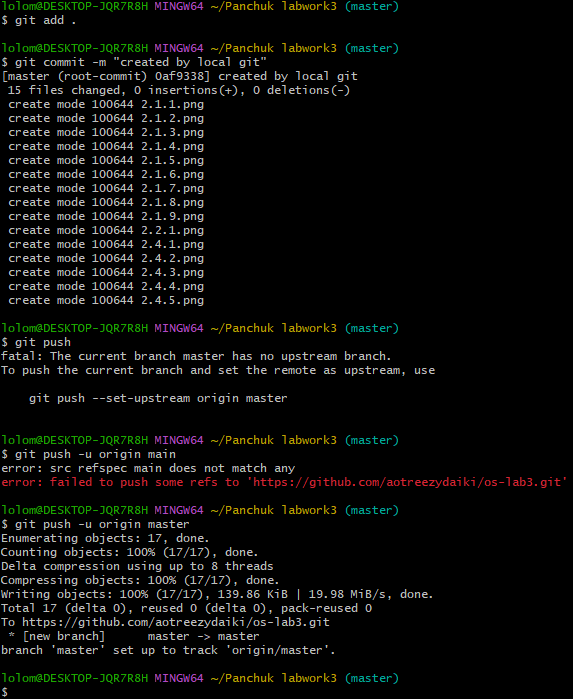 lolom@DESKTOP-JQR7R8H MINGW64 ~/Panchuk labwork3 (master)
$ git add .
lolom@DESKTOP-JQR7R8H MINGW64 ~/Panchuk labwork3 (master)
$ git commit -m "created by local git"
[master (root-commit) 0af9338] created by local git
 15 files changed, 0 insertions(+), 0 deletions(-)
 create mode 100644 2.1.1.png
 create mode 100644 2.1.2.png
 create mode 100644 2.1.3.png
 create mode 100644 2.1.4.png
 create mode 100644 2.1.5.png
 create mode 100644 2.1.6.png
 create mode 100644 2.1.7.png
 create mode 100644 2.1.8.png
 create mode 100644 2.1.9.png
 create mode 100644 2.2.1.png
 create mode 100644 2.4.1.png
 create mode 100644 2.4.2.png
 create mode 100644 2.4.3.png
 create mode 100644 2.4.4.png
 create mode 100644 2.4.5.png
lolom@DESKTOP-JQR7R8H MINGW64 ~/Panchuk labwork3 (master)
$ git push
fatal: The current branch master has no upstream branch.
To push the current branch and set the remote as upstream, use
    git push --set-upstream origin master
lolom@DESKTOP-JQR7R8H MINGW64 ~/Panchuk labwork3 (master)
$ git push -u origin main
error: src refspec main does not match any
error: failed to push some refs to 'https://github.com/aotreezydaiki/os-lab3.git'
lolom@DESKTOP-JQR7R8H MINGW64 ~/Panchuk labwork3 (master)
$ git push -u origin master
Enumerating objects: 17, done.
Counting objects: 100% (17/17), done.
Delta compression using up to 8 threads
Compressing objects: 100% (17/17), done.
Writing objects: 100% (17/17), 139.86 KiB | 19.98 MiB/s, done.
Total 17 (delta 0), reused 0 (delta 0), pack-reused 0
To https://github.com/aotreezydaiki/os-lab3.git
 * [new branch]      master -> master
branch 'master' set up to track 'origin/master'.
lolom@DESKTOP-JQR7R8H MINGW64 ~/Panchuk labwork3 (master)
$